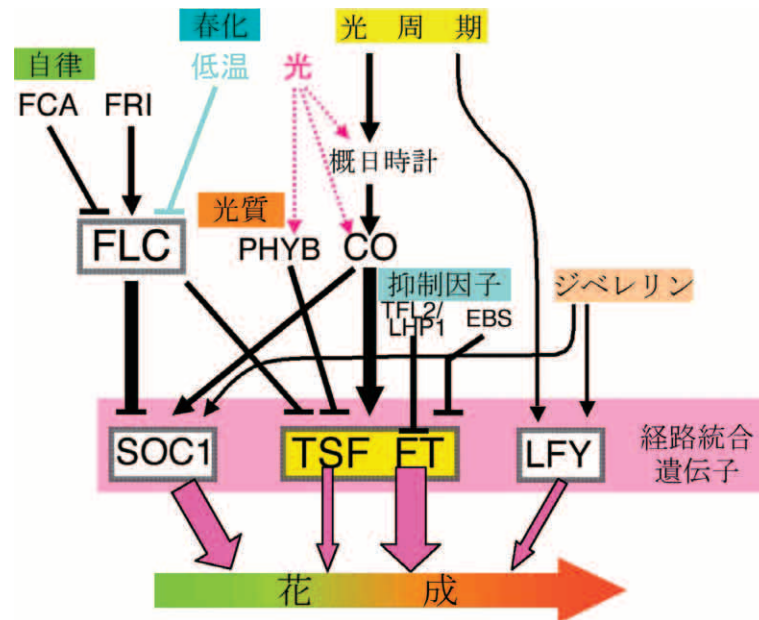 春化
光 周 期
自律
低温
光
FCA
FRI
概日時計
光質
FLC
PHYB
CO
抑制因子
ジベレリン
TFL2/
LHP1
EBS
SOC1
TSF
FT
LFY
経路統合
遺伝子
花 成